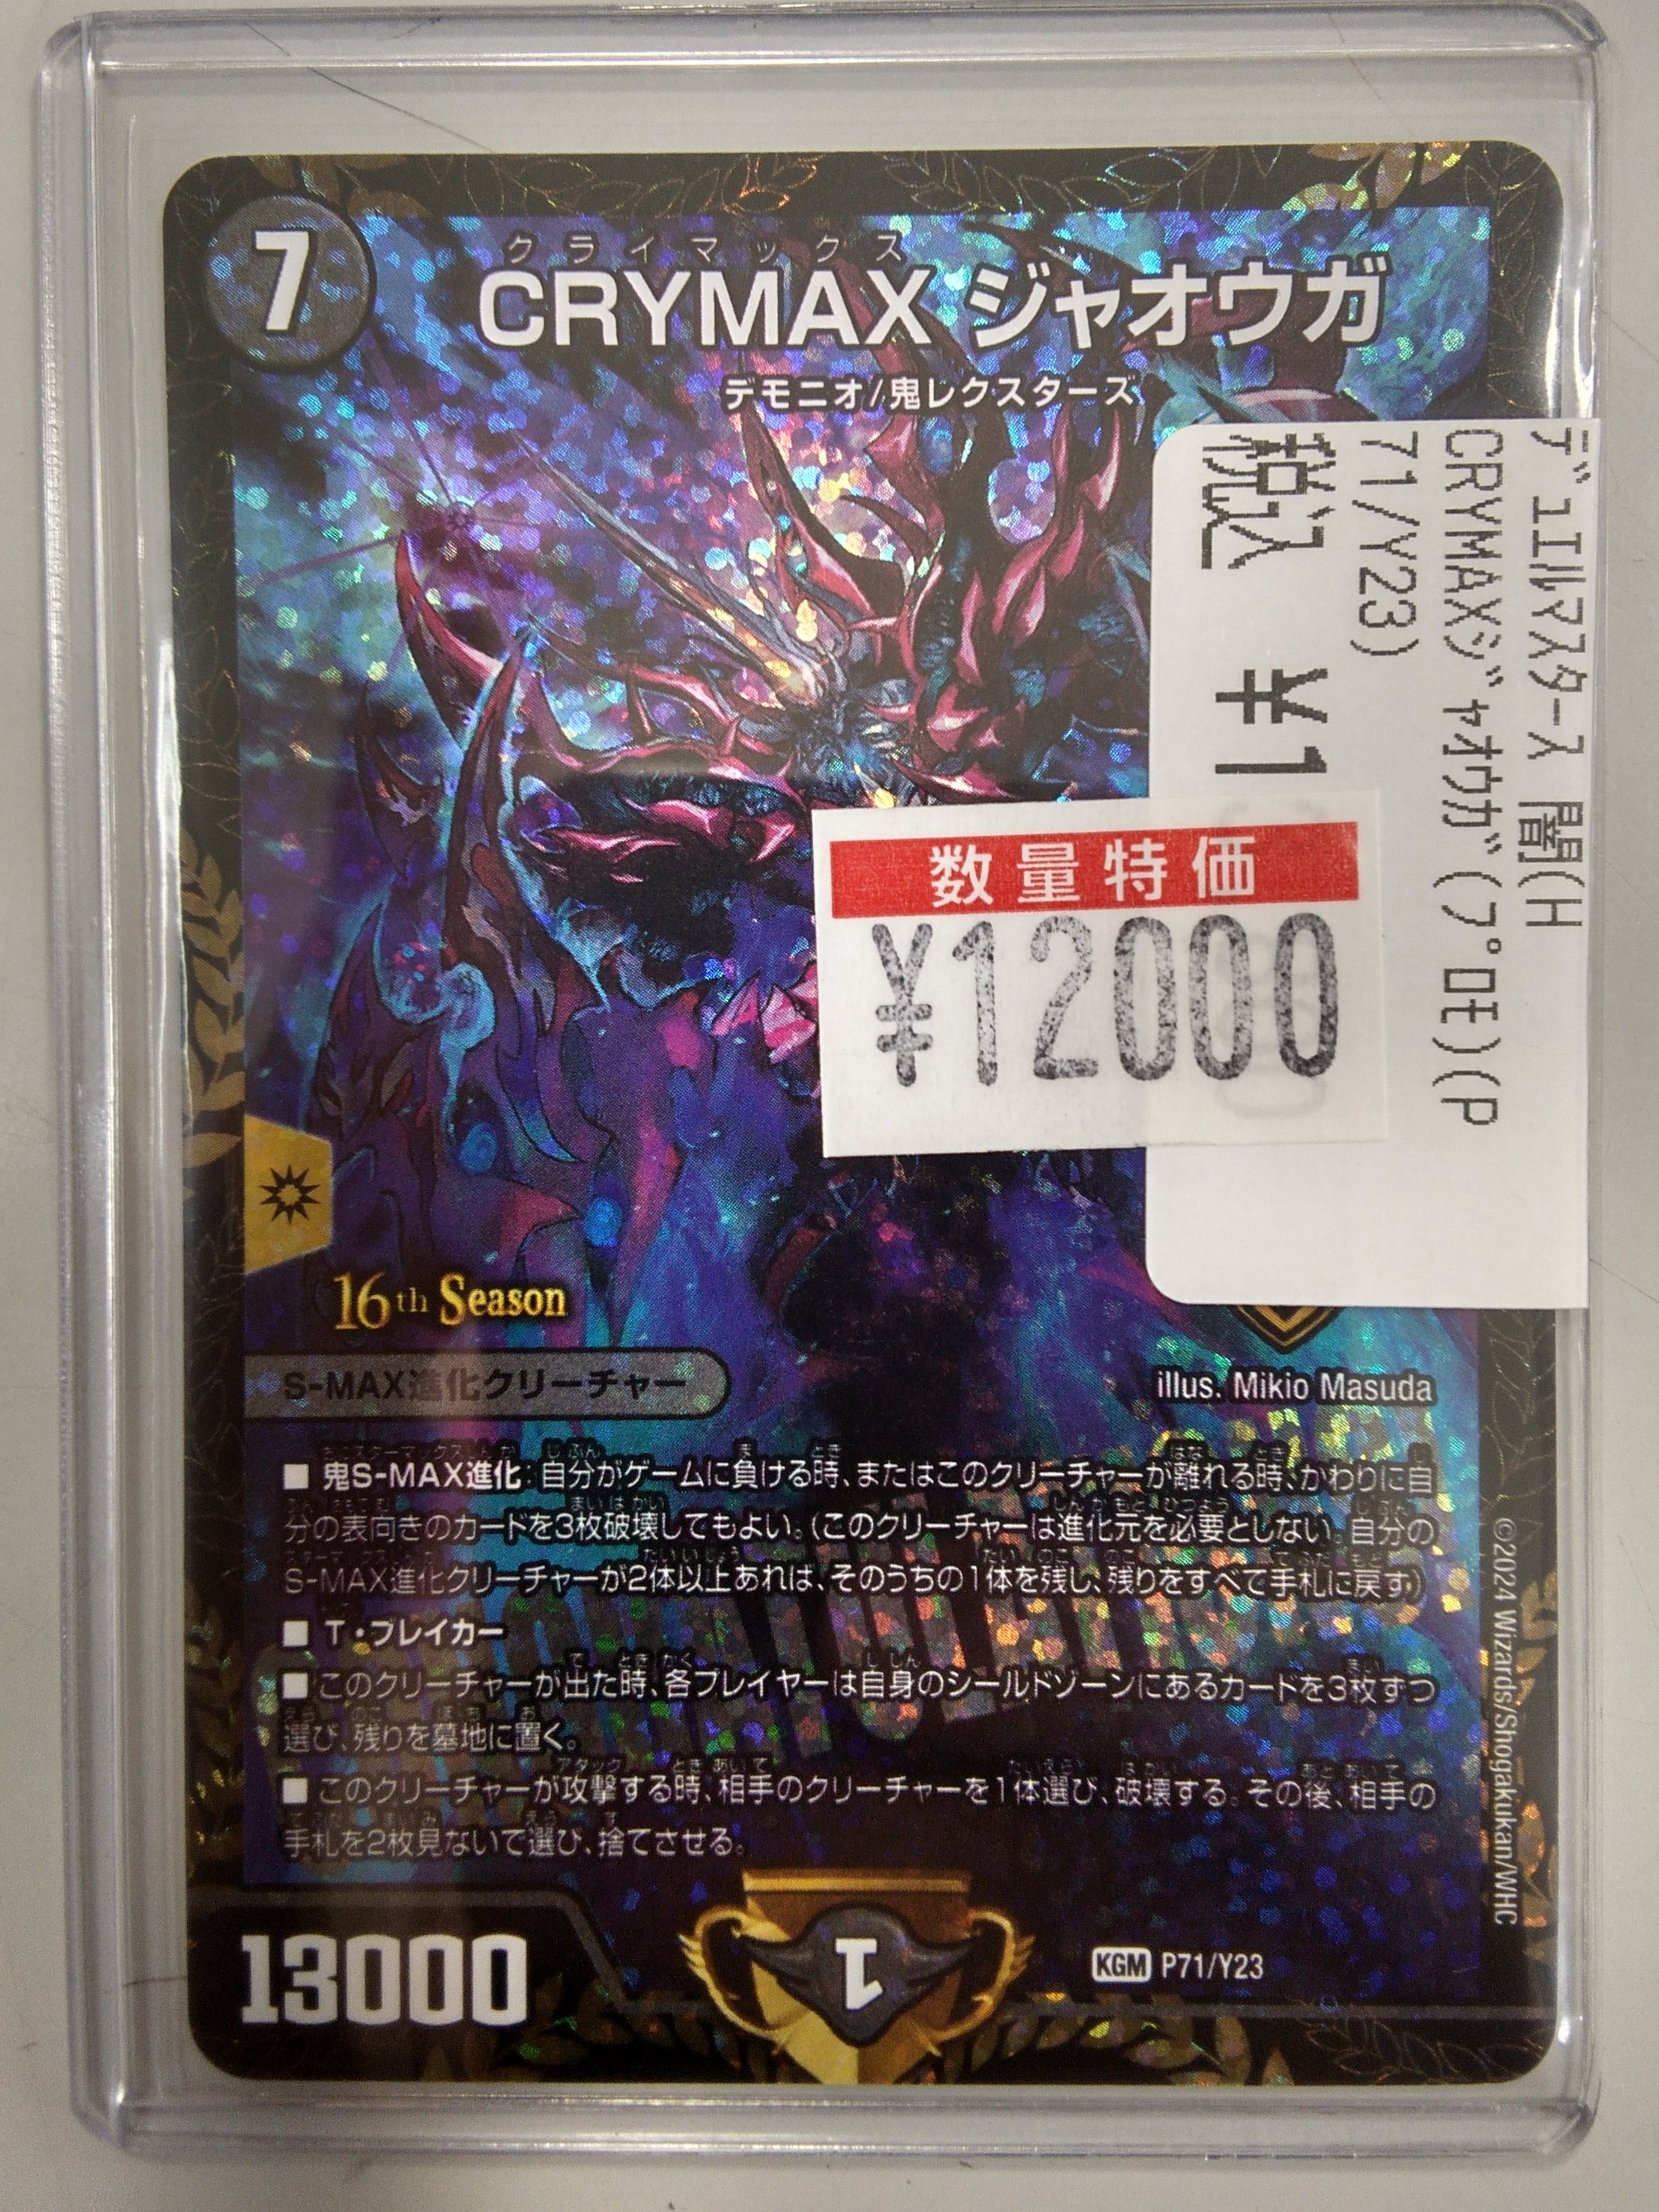 7
クライマックス
CRYMAX ジャオウガ
デモニオ/鬼レクスターズ
ﾃﾞｭｴﾙﾏｽﾀｰｽ 闇(H
CRYMAXｼﾞｬｵｳｶﾞ(ﾌﾟﾛﾓ)(P
71/Y23)
税込 ¥1
数量特価
¥12000
16th Season
S-MAX進化クリーチャー
illus. Mikio Masuda
■ 鬼S-MAX進化:自分がゲームに負ける時、またはこのクリーチャーが離れる時、かわりに自
分の表向きのカードを3枚破壊してもよい。(このクリーチャーは進化元を必要としない。自分の
S-MAX進化クリーチャーが2体以上あれば、そのうちの1体を残し、残りをすべて手札に戻す)
■ T・ブレイカー
■ このクリーチャーが出た時、各プレイヤーは自身のシールドゾーンにあるカードを3枚ずつ
選び、残りを墓地に置く。
■ このクリーチャーが攻撃する時、相手のクリーチャーを1体選び、破壊する。その後、相手の
手札を2枚見ないで選び、捨てさせる。
©2024 Wizards/Shogakukan/WHC
13000
1
KGM P71/Y23